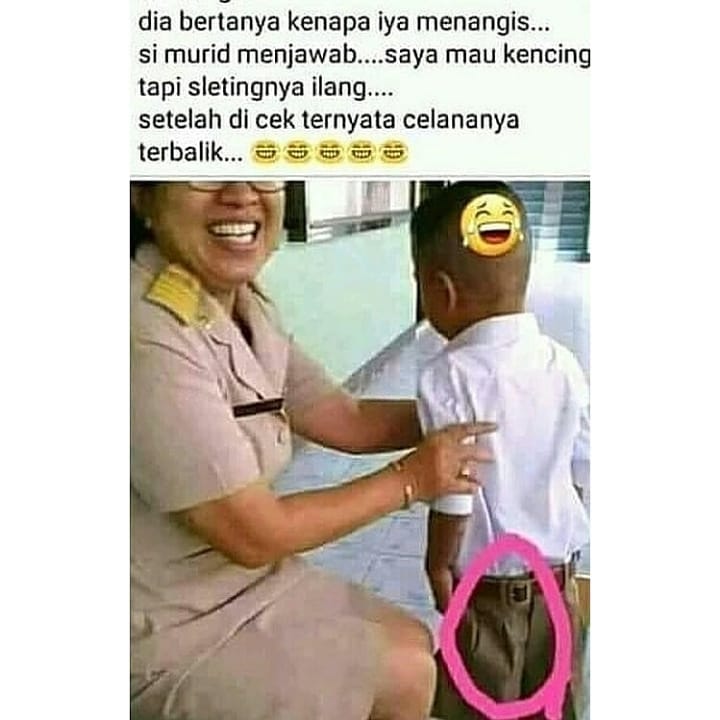 dia bertanya kenapa iya menangis...
si murid menjawab....saya mau kencing
tapi sletingnya ilang....
setelah di cek ternyata celananya
terbalik... 😁😁😁😁😁